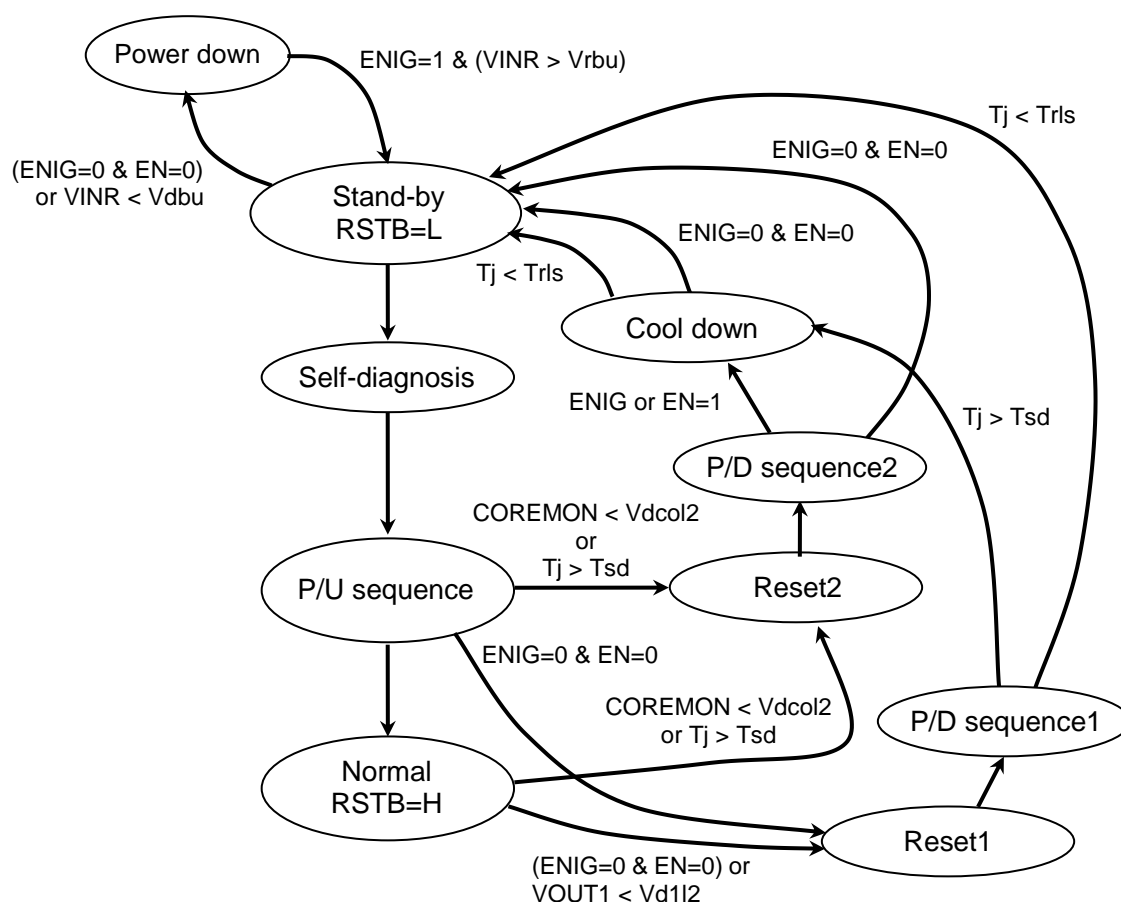 Power down
ENIG=1 & (VINR > Vrbu)
Tj < Trls
ENIG=0 & EN=0
(ENIG=0 & EN=0)
or VINR < Vdbu
Stand-by
RSTB=L
ENIG=0 & EN=0
Tj < Trls
Cool down
Self-diagnosis
ENIG or EN=1
Tj > Tsd
P/D sequence2
COREMON < Vdcol2
or
Tj > Tsd
P/U sequence
Reset2
ENIG=0 & EN=0
COREMON < Vdcol2
or Tj > Tsd
P/D sequence1
Normal
RSTB=H
Reset1
(ENIG=0 & EN=0) or
VOUT1 < Vd1l2